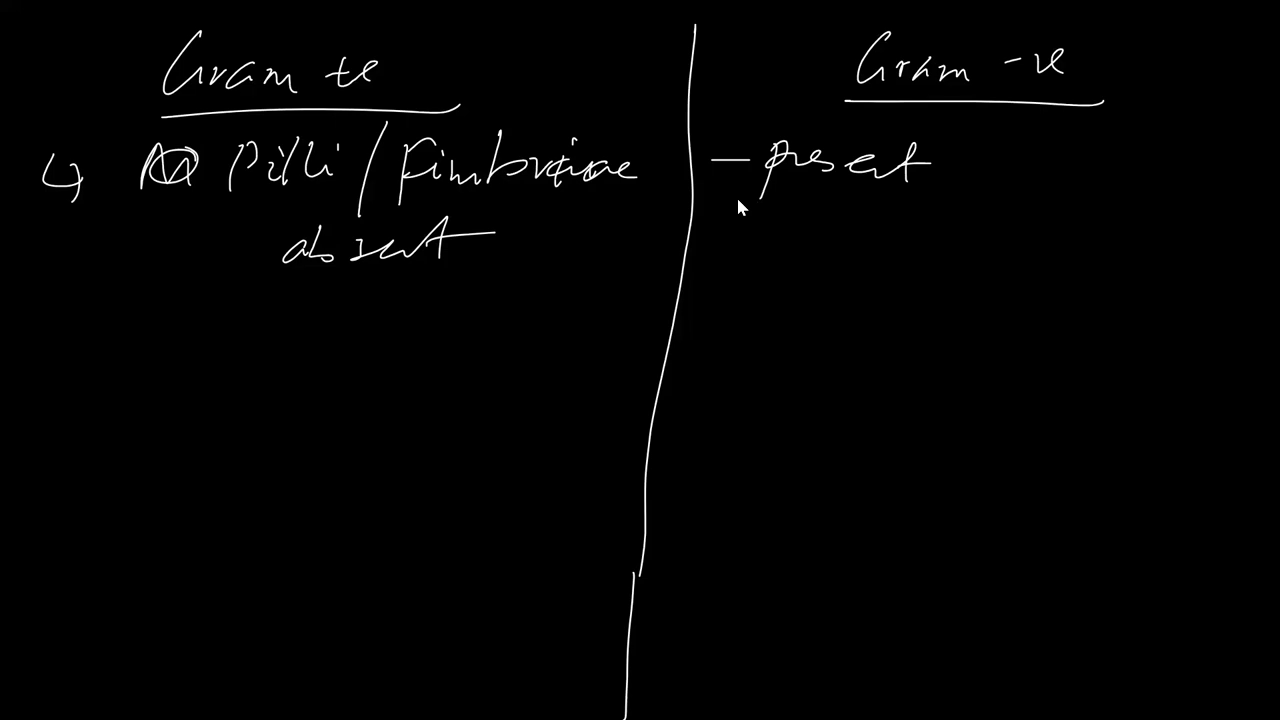 Gram +ve
Gram -ve
↳ Pilli / Fimbriae
absent
— present